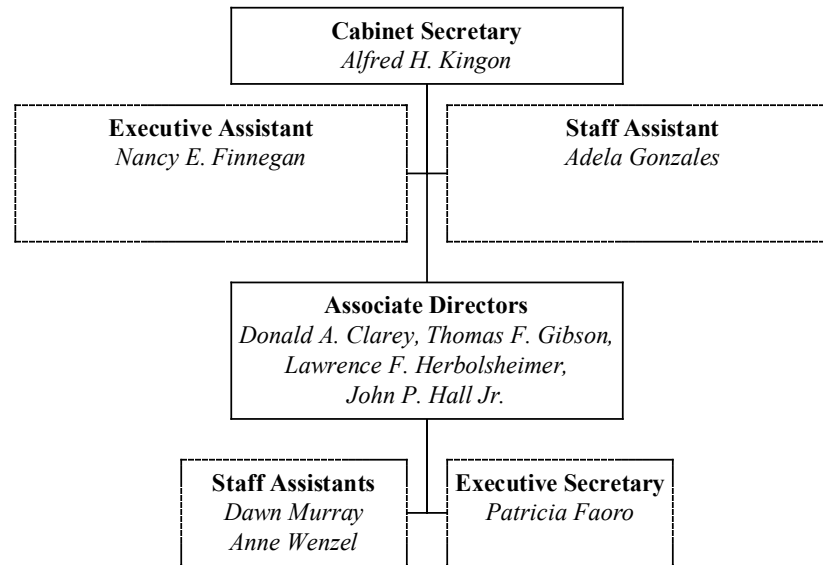 Cabinet Secretary
Alfred H. Kingon
Executive Assistant
Nancy E. Finnegan
Staff Assistant
Adela Gonzales
Associate Directors
Donald A. Clarey, Thomas F. Gibson,
Lawrence F. Herbolsheimer,
John P. Hall Jr.
Staff Assistants
Dawn Murray
Anne Wenzel
Executive Secretary
Patricia Faoro